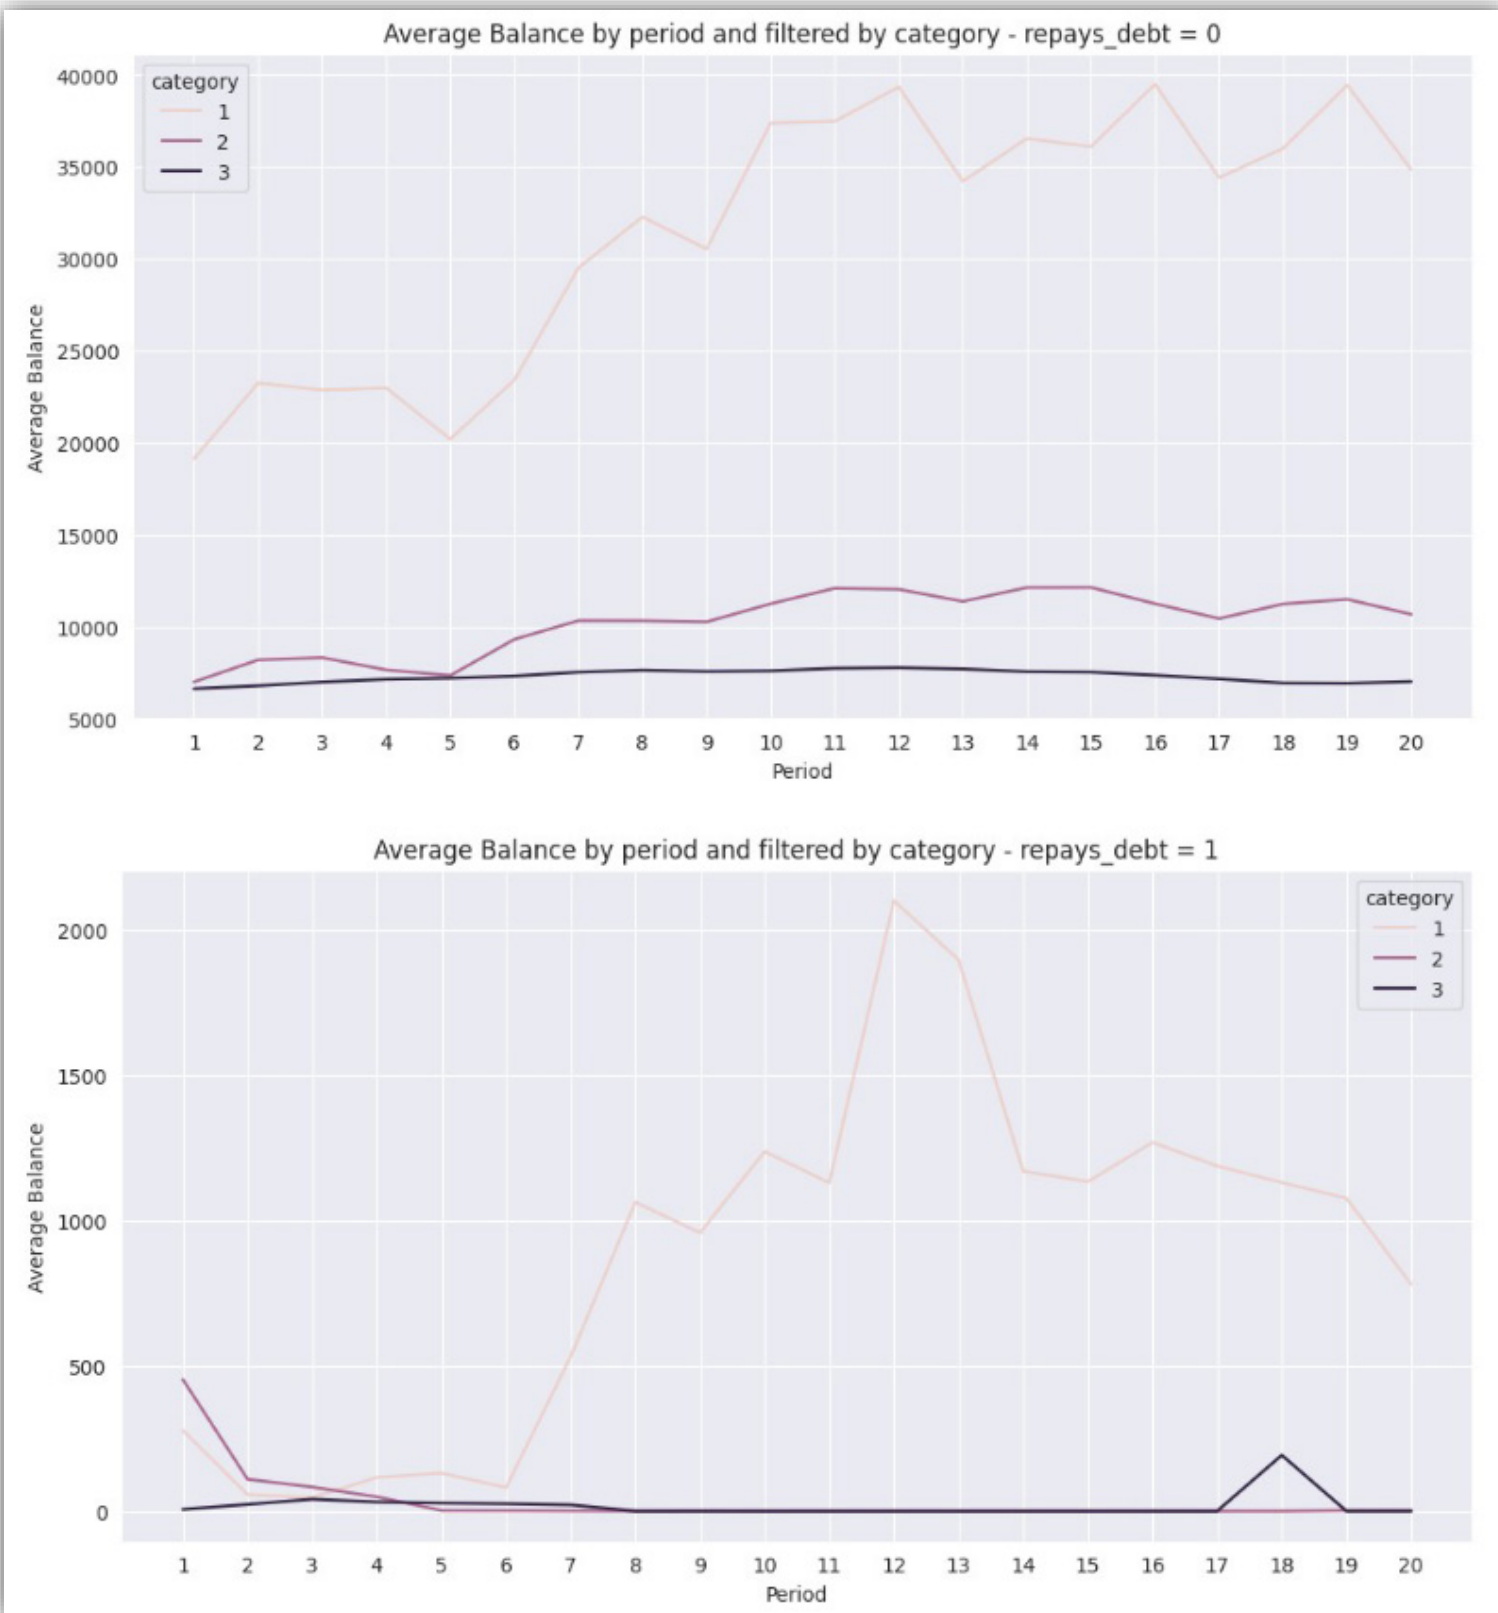 Average Balance by period and filtered by category - repays_debt = 0
category
1
2
3
40000
35000
30000
25000
20000
15000
10000
5000
Average Balance
1 2 3 4 5 6 7 8 9 10 11 12 13 14 15 16 17 18 19 20
Period
Average Balance by period and filtered by category - repays_debt = 1
category
1
2
3
2000
1500
1000
500
0
Average Balance
1 2 3 4 5 6 7 8 9 10 11 12 13 14 15 16 17 18 19 20
Period